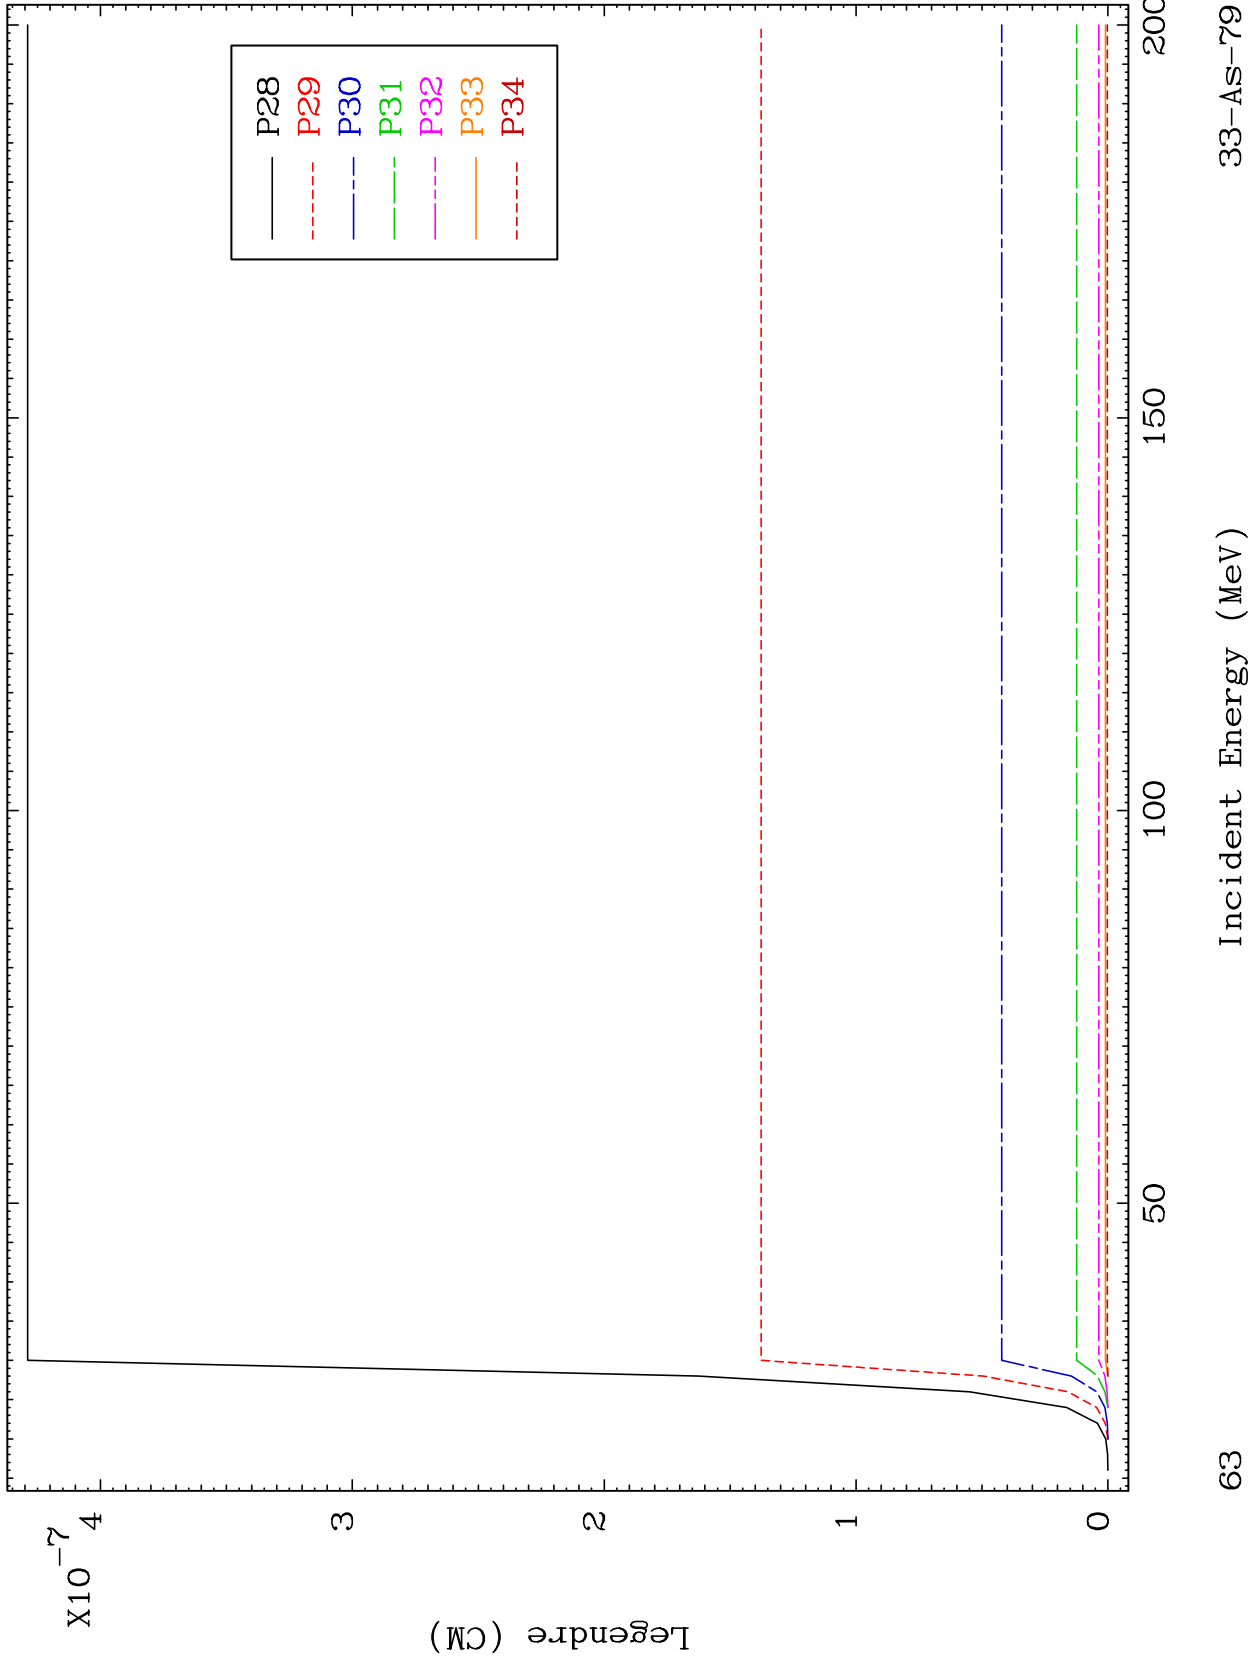 X10-7
4
3
2
1
0
Legendre (CM)
P28
P29
P30
P31
P32
P33
P34
50
100
150
200
Incident Energy (MeV)
63
33-As-79